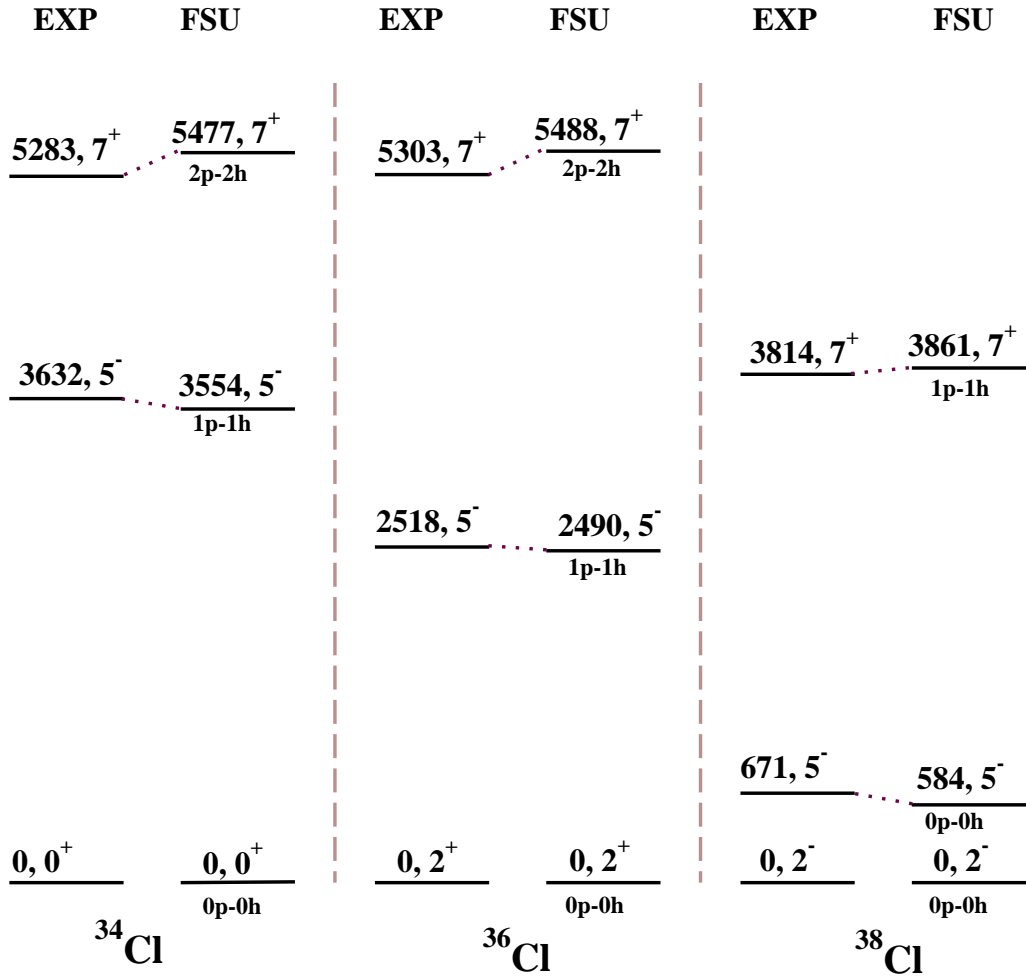 EXP FSU EXP FSU EXP FSU
5283, 7⁺ 5477, 7⁺ 5303, 7⁺ 5488, 7⁺
2p-2h 2p-2h
3632, 5⁻ 3554, 5⁻ 3814, 7⁺ 3861, 7⁺
1p-1h 1p-1h
2518, 5⁻ 2490, 5⁻
1p-1h
671, 5⁻ 584, 5⁻
0p-0h
0, 0⁺ 0, 0⁺ 0, 2⁺ 0, 2⁺ 0, 2⁻ 0, 2⁻
0p-0h 0p-0h 0p-0h
³⁴Cl ³⁶Cl ³⁸Cl